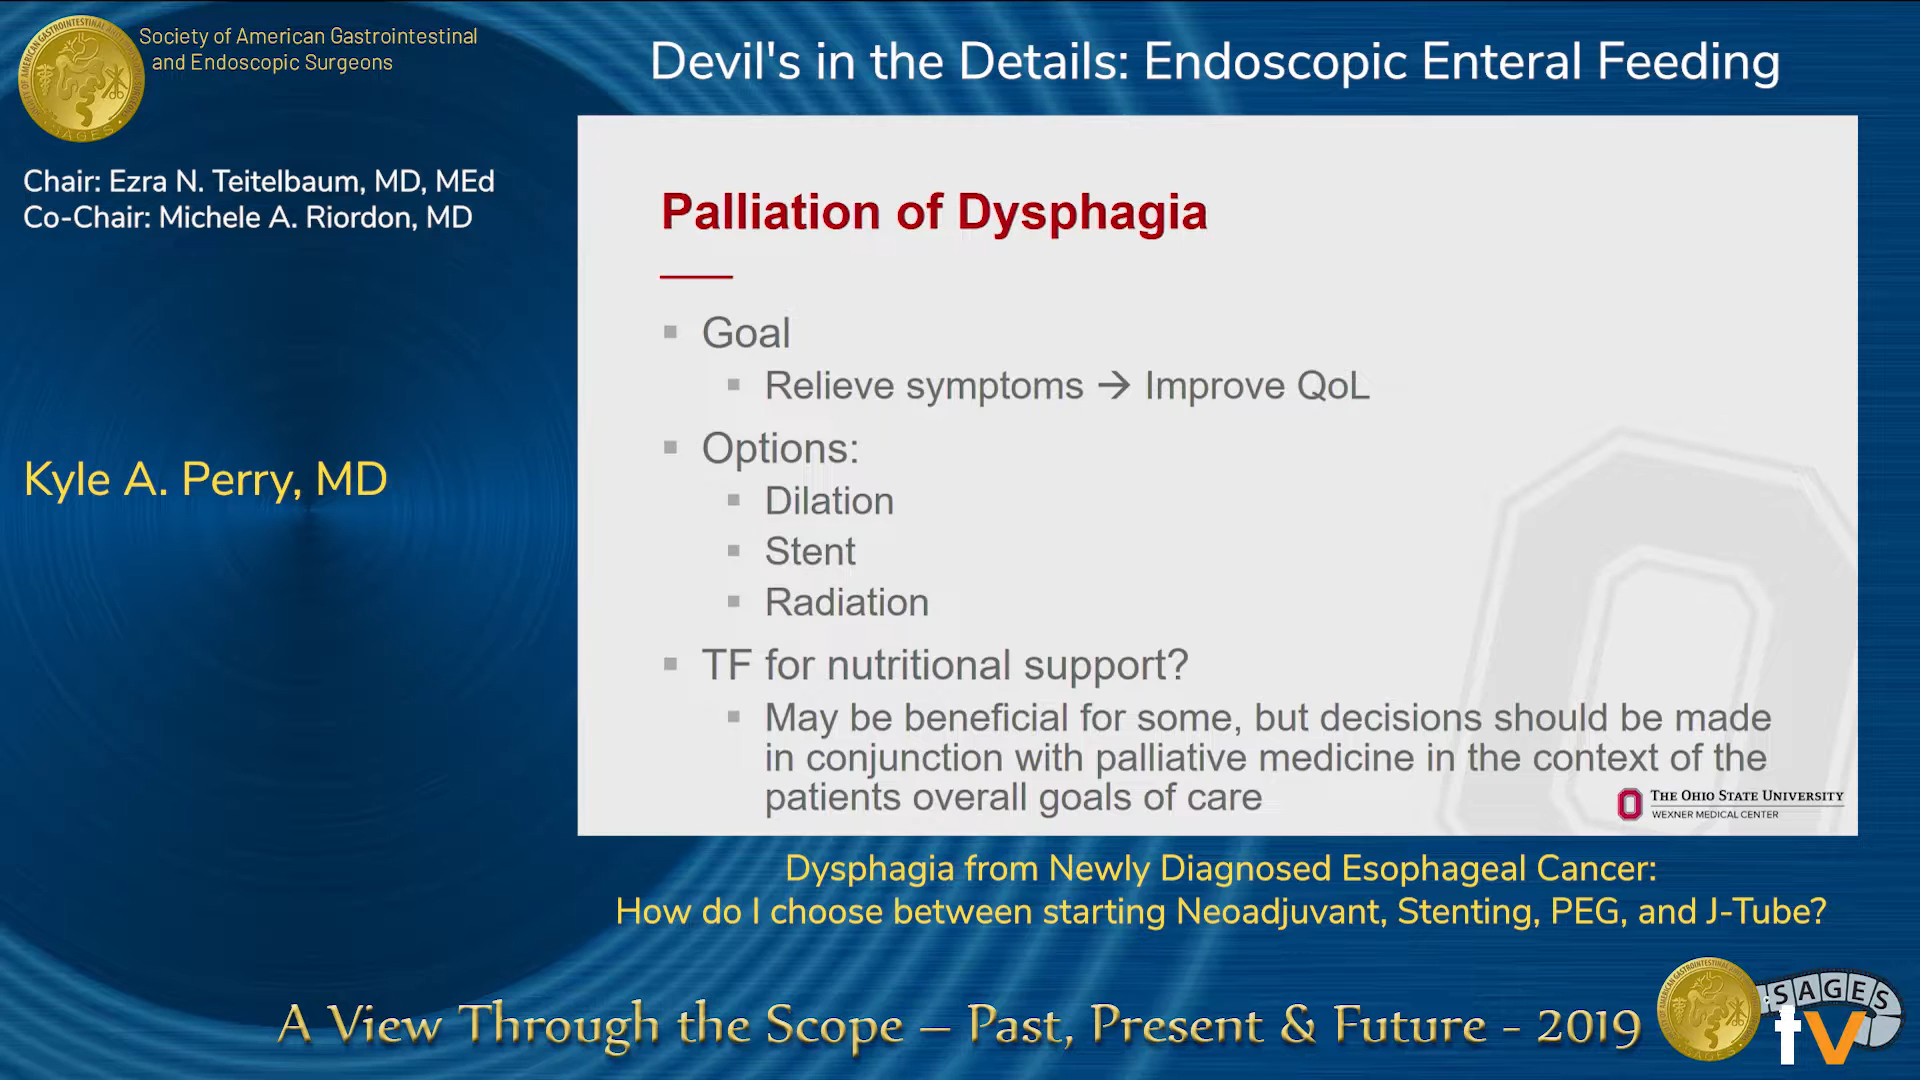 Society of American Gastrointestinal
and Endoscopic Surgeons
Devil's in the Details: Endoscopic Enteral Feeding
Chair: Ezra N. Teitelbaum, MD, MEd
Co-Chair: Michele A. Riordon, MD
Kyle A. Perry, MD
Palliation of Dysphagia
Goal
Relieve symptoms → Improve QoL
Options:
Dilation
Stent
Radiation
TF for nutritional support?
May be beneficial for some, but decisions should be made
in conjunction with palliative medicine in the context of the
patients overall goals of care
THE OHIO STATE UNIVERSITY
WEXNER MEDICAL CENTER
Dysphagia from Newly Diagnosed Esophageal Cancer:
How do I choose between starting Neoadjuvant, Stenting, PEG, and J-Tube?
A View Through the Scope – Past, Present & Future - 2019
SAGES
tv